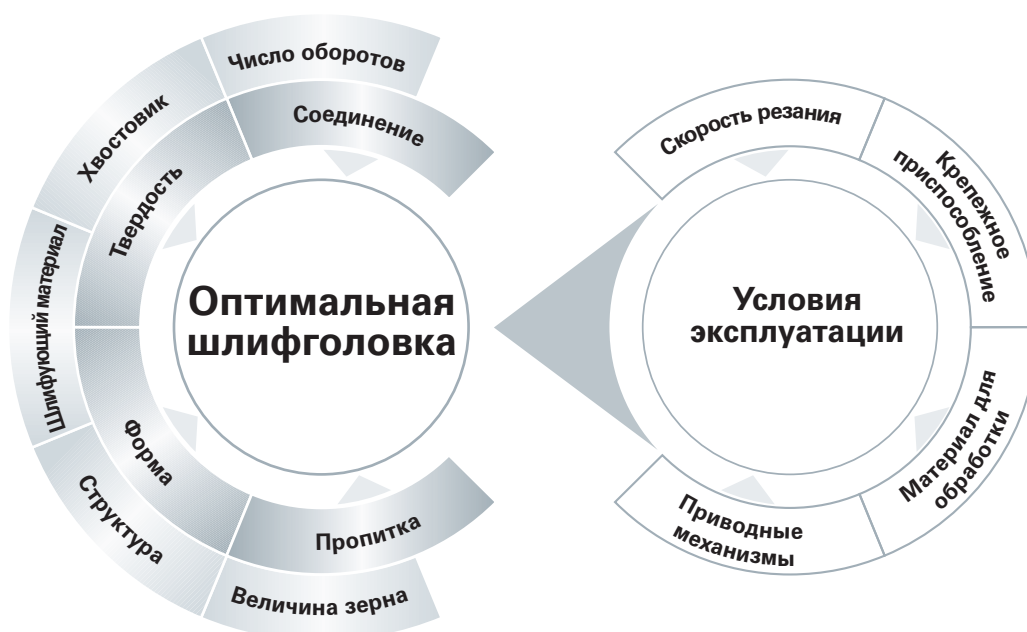 Число оборотов
Соединение
Хвостовик
Твердость
Шлифующий материал
Форма
Структура
Пропитка
Величина зерна
Оптимальная
шлифголовка
Скорость резания
Крепежное
приспособление
Условия
эксплуатации
Материал для
обработки
Приводные
механизмы